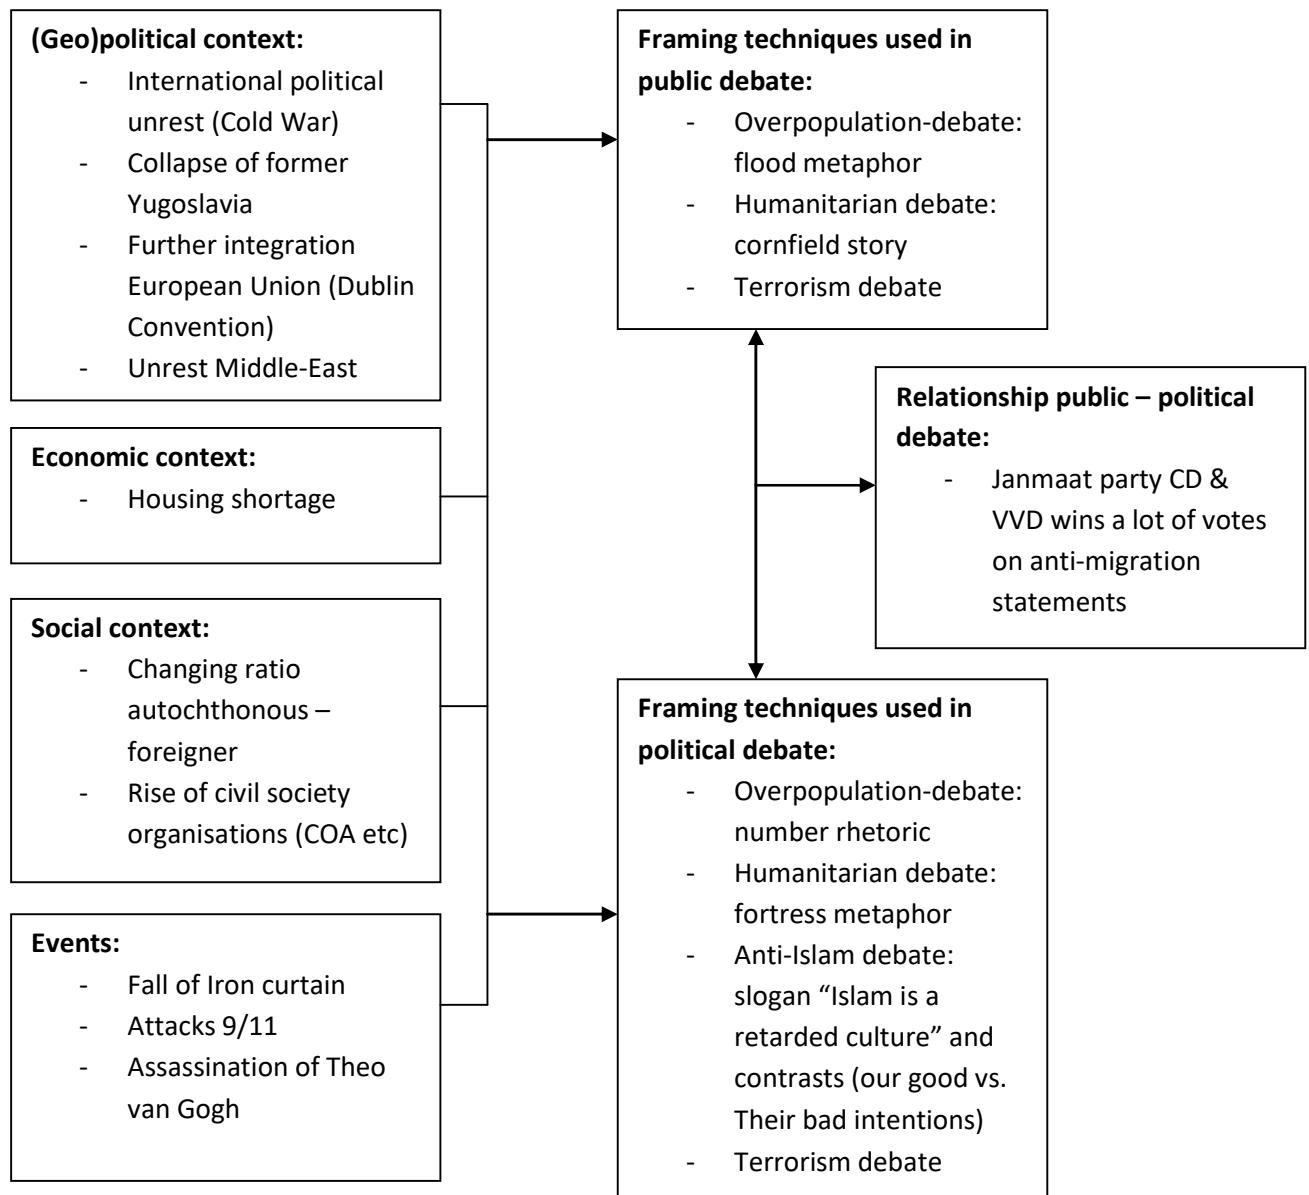 (Geo)political context:
- International political
unrest (Cold War)
- Collapse of former
Yugoslavia
- Further integration
European Union (Dublin
Convention)
- Unrest Middle-East
Economic context:
- Housing shortage
Social context:
- Changing ratio
autochthonous –
foreigner
- Rise of civil society
organisations (COA etc)
Events:
- Fall of Iron curtain
- Attacks 9/11
- Assassination of Theo
van Gogh
Framing techniques used in
public debate:
- Overpopulation-debate:
flood metaphor
- Humanitarian debate:
cornfield story
- Terrorism debate
Relationship public – political
debate:
- Janmaat party CD &
VVD wins a lot of votes
on anti-migration
statements
Framing techniques used in
political debate:
- Overpopulation-debate:
number rhetoric
- Humanitarian debate:
fortress metaphor
- Anti-Islam debate:
slogan “Islam is a
retarded culture” and
contrasts (our good vs.
Their bad intentions)
- Terrorism debate